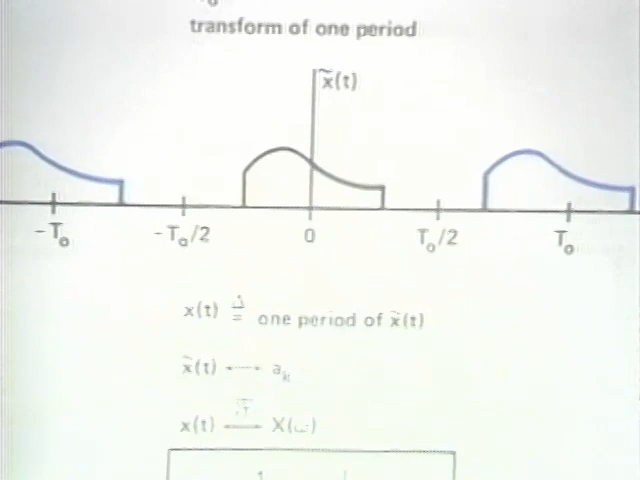 transform of one period
x̃(t)
-T₀ -T₀/2 0 T₀/2 T₀
x(t) ≜ one period of x̃(t)
x̃(t) ←--→ aₖ
x(t) ←ℱ→ X(ω)